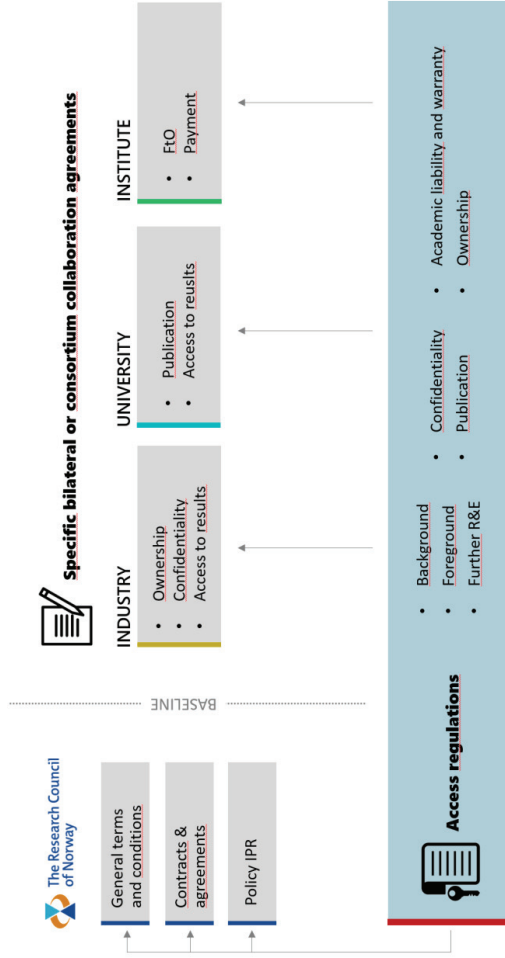 The Research Council
of Norway
General terms
and conditions
Contracts &
agreements
Policy IPR
BASELINE
Specific bilateral or consortium collaboration agreements
INDUSTRY
• Ownership
• Confidentiality
• Access to results
UNIVERSITY
• Publication
• Access to reuslts
INSTITUTE
• FtO
• Payment
Access regulations
• Background
• Foreground
• Further R&E
• Confidentiality
• Publication
• Academic liability and warranty
• Ownership